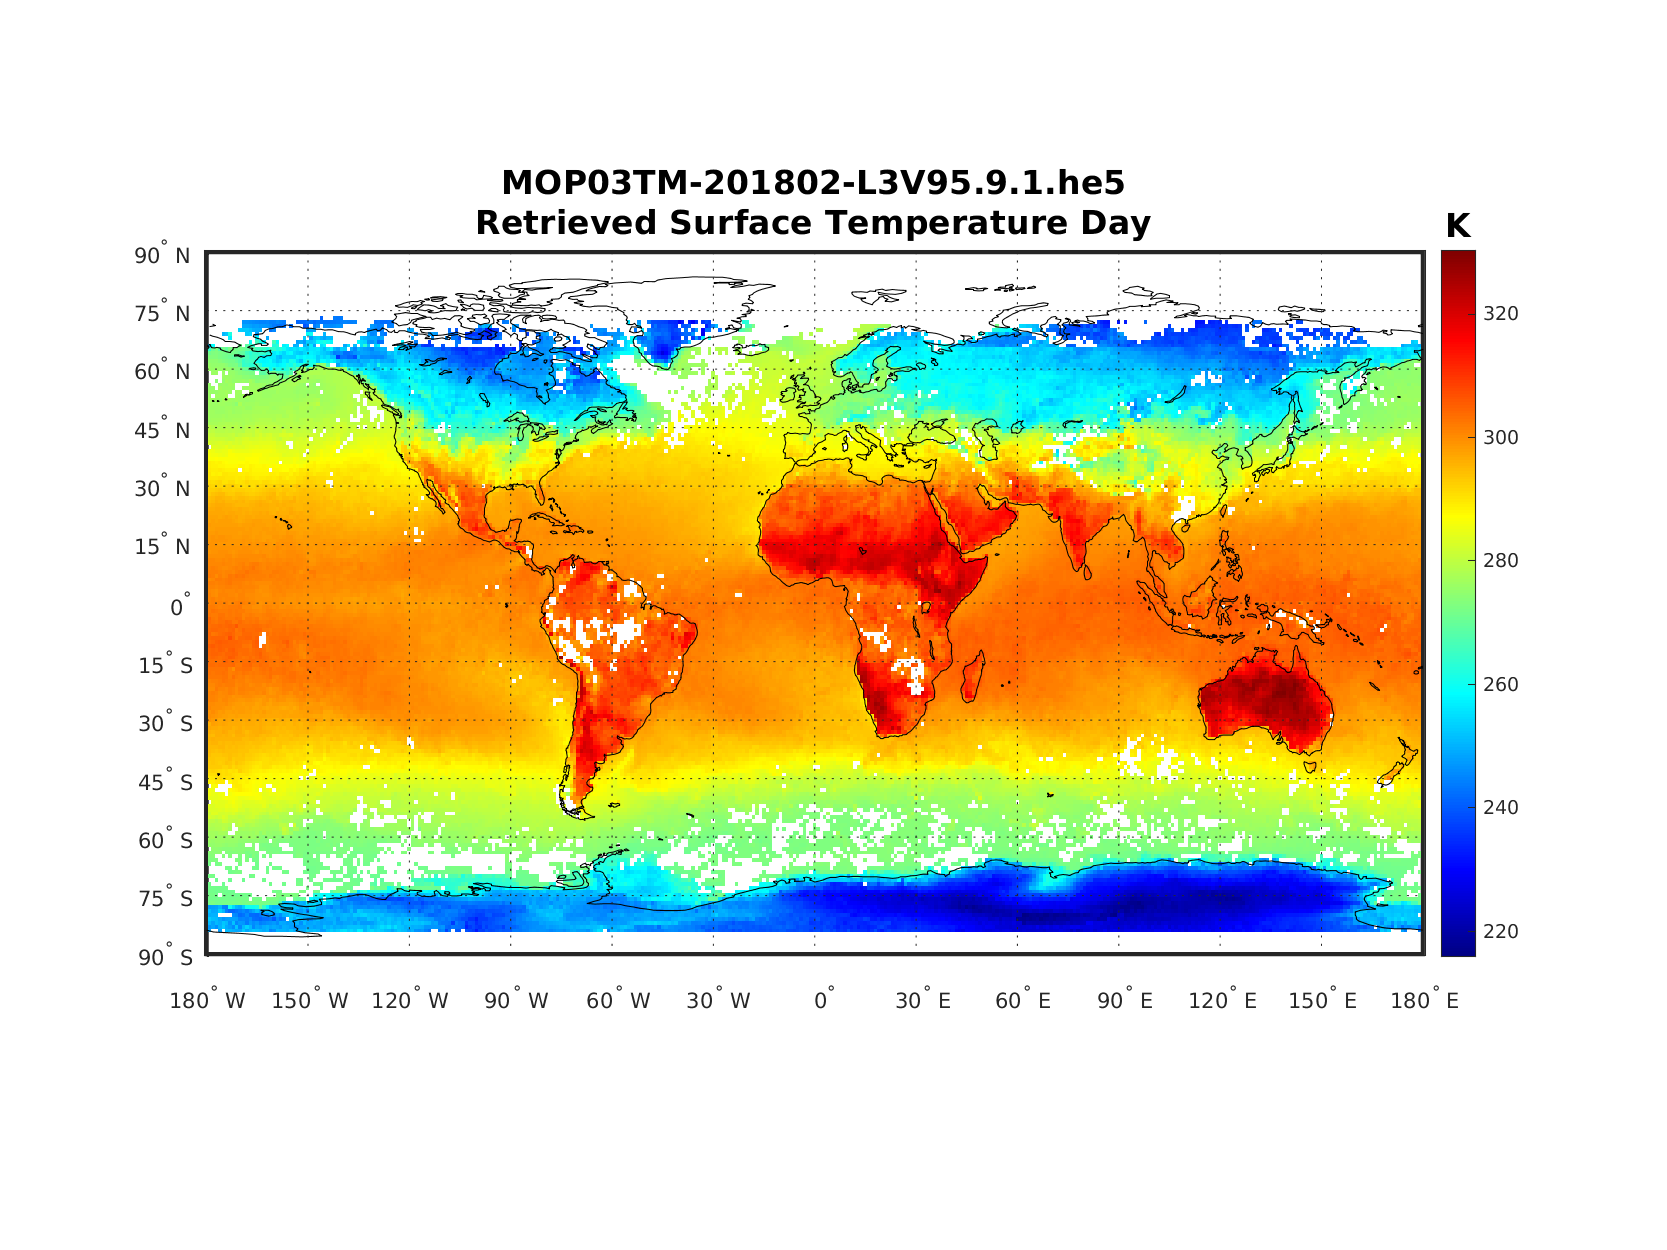 MOP03TM-201802-L3V95.9.1.he5
Retrieved Surface Temperature Day
K
90° N
75° N
60° N
45° N
30° N
15° N
0°
15° S
30° S
45° S
60° S
75° S
90° S
180° W 150° W 120° W 90° W 60° W 30° W 0° 30° E 60° E 90° E 120° E 150° E 180° E
320
300
280
260
240
220